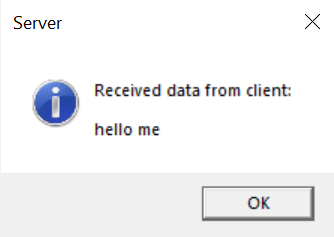 Server
Received data from client:
hello me
OK